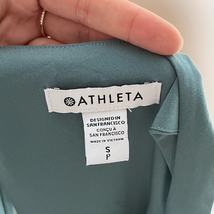 ATHLETA
DESIGNED IN
SAN FRANCISCO
CONÇU A
SAN FRANCISCO
MADE IN VIETNAM
S
P